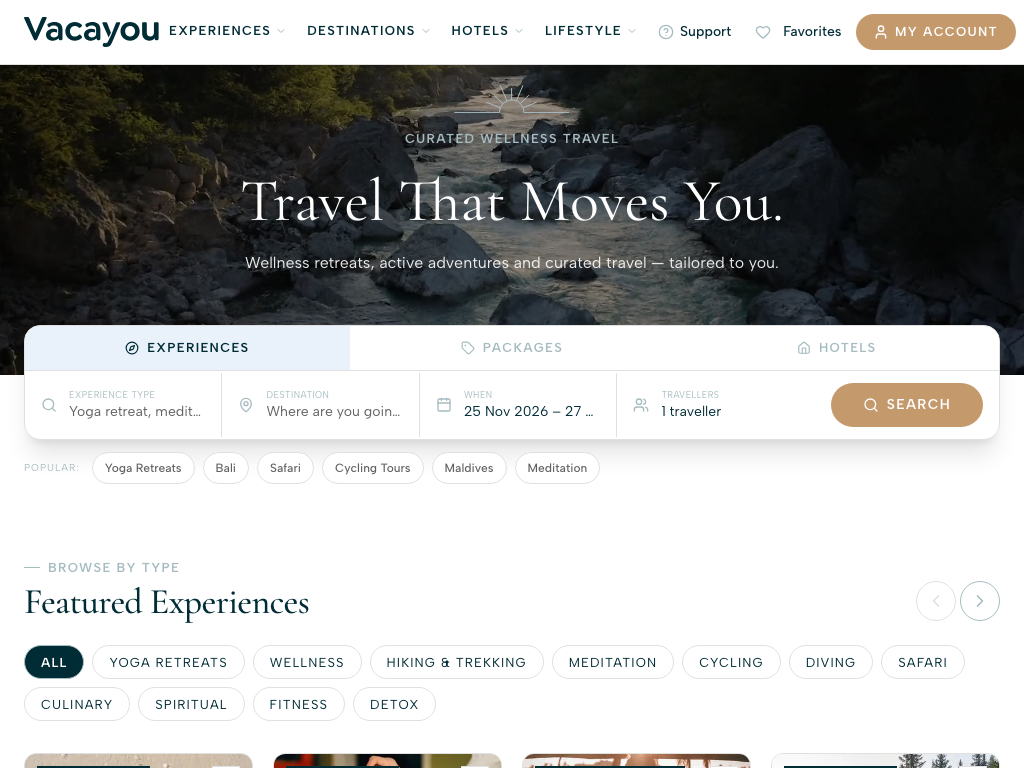 Vacayou
EXPERIENCES
DESTINATIONS
HOTELS
LIFESTYLE
Support
Favorites
MY ACCOUNT
CURATED WELLNESS TRAVEL
Travel That Moves You.
Wellness retreats, active adventures and curated travel — tailored to you.
EXPERIENCES
PACKAGES
HOTELS
EXPERIENCE TYPE
Yoga retreat, medit…
DESTINATION
Where are you goin…
WHEN
25 Nov 2026 – 27 …
TRAVELLERS
1 traveller
SEARCH
POPULAR:
Yoga Retreats
Bali
Safari
Cycling Tours
Maldives
Meditation
BROWSE BY TYPE
Featured Experiences
ALL
YOGA RETREATS
WELLNESS
HIKING & TREKKING
MEDITATION
CYCLING
DIVING
SAFARI
CULINARY
SPIRITUAL
FITNESS
DETOX